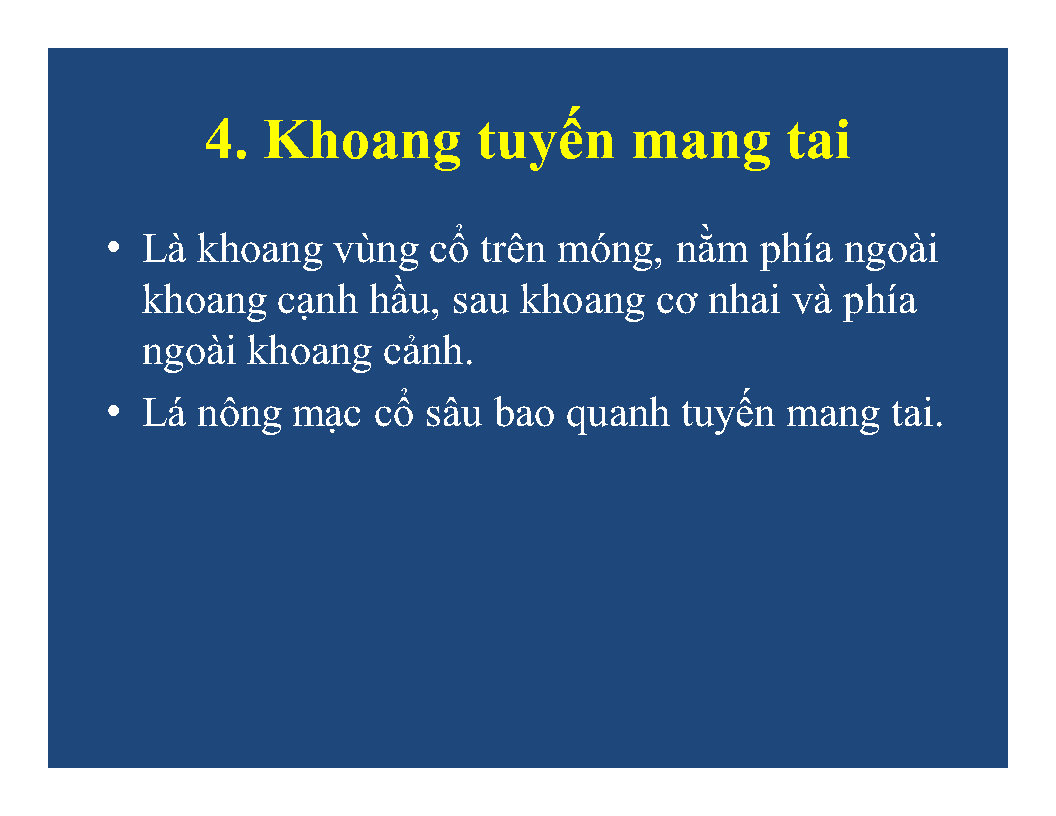 4. Khoang tuyến mang tai
• Là khoang vùng cổ trên móng, nằm phía ngoài
khoang cạnh hầu, sau khoang cơ nhai và phía
ngoài khoang cảnh.
• Lá nông mạc cổ sâu bao quanh tuyến mang tai.